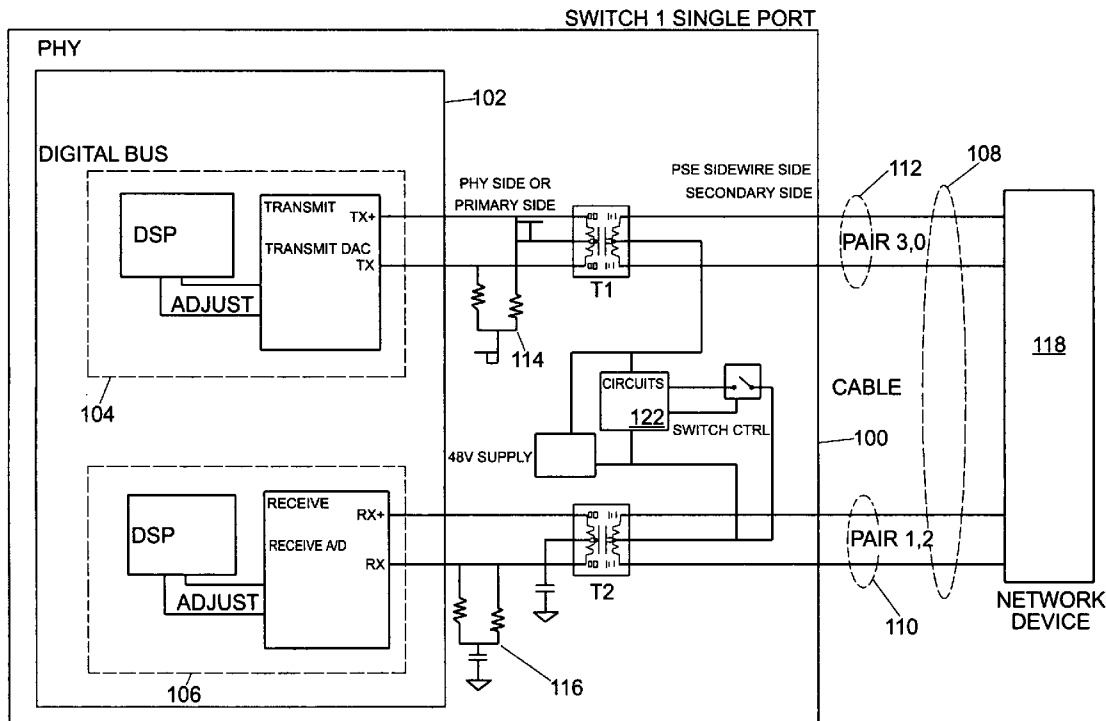 SWITCH 1 SINGLE PORT
PHY
102
DIGITAL BUS
DSP
ADJUST
TRANSMIT
TX+
TRANSMIT DAC
TX
104
PHY SIDE OR
PRIMARY SIDE
PSE SIDEWIRE SIDE
SECONDARY SIDE
T1
114
112
108
PAIR 3,0
118
CIRCUITS
122
SWITCH CTRL
48V SUPPLY
CABLE
100
DSP
ADJUST
RECEIVE
RX+
RECEIVE A/D
RX
106
T2
116
PAIR 1,2
110
NETWORK
DEVICE